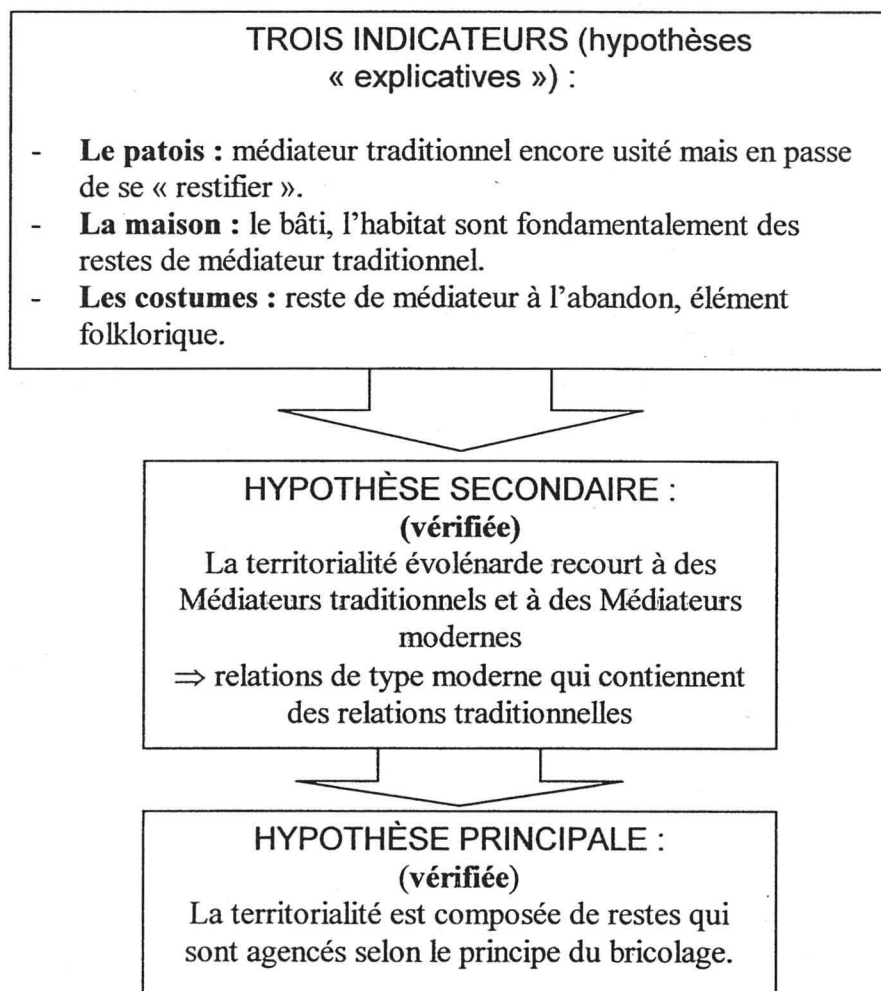 TROIS INDICATEURS (hypothèses
« explicatives ») :
- Le patois : médiateur traditionnel encore usité mais en passe
de se « restifier ».
- La maison : le bâti, l'habitat sont fondamentalement des
restes de médiateur traditionnel.
- Les costumes : reste de médiateur à l'abandon, élément
folklorique.
HYPOTHÈSE SECONDAIRE :
(vérifiée)
La territorialité évolénarde recourt à des
Médiateurs traditionnels et à des Médiateurs
modernes
⇒ relations de type moderne qui contiennent
des relations traditionnelles
HYPOTHÈSE PRINCIPALE :
(vérifiée)
La territorialité est composée de restes qui
sont agencés selon le principe du bricolage.